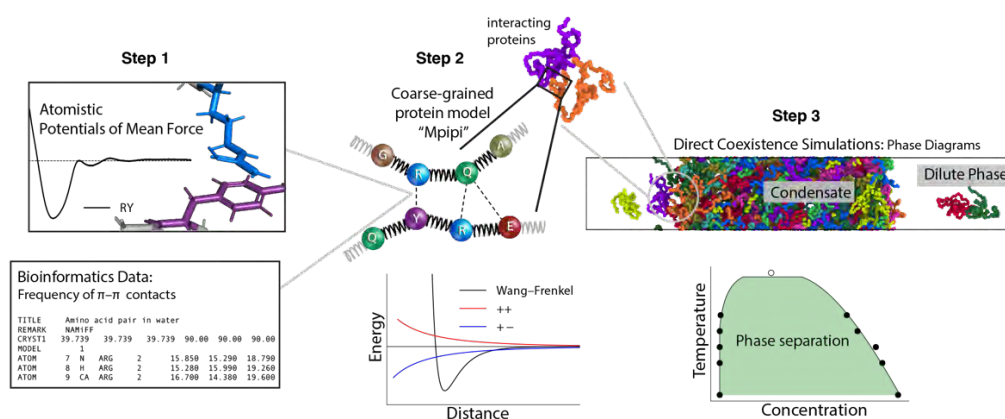 Step 1
Atomistic
Potentials of Mean Force
RY
Bioinformatics Data:
Frequency of π–π contacts
TITLE Amino acid pair in water
REMARK NAMiFF
CRYST1 39.739 39.739 39.739 90.00 90.00 90.00
MODEL 1
ATOM 7 N ARG 2 15.850 15.290 18.790
ATOM 8 H ARG 2 15.280 15.990 19.260
ATOM 9 CA ARG 2 16.700 14.380 19.600
Step 2
interacting
proteins
Coarse-grained
protein model
“Mpipi”
G
R
Q
A
Q
Y
R
E
Energy
Wang–Frenkel
++
+−
Distance
Step 3
Direct Coexistence Simulations: Phase Diagrams
Condensate
Dilute Phase
Temperature
Phase separation
Concentration